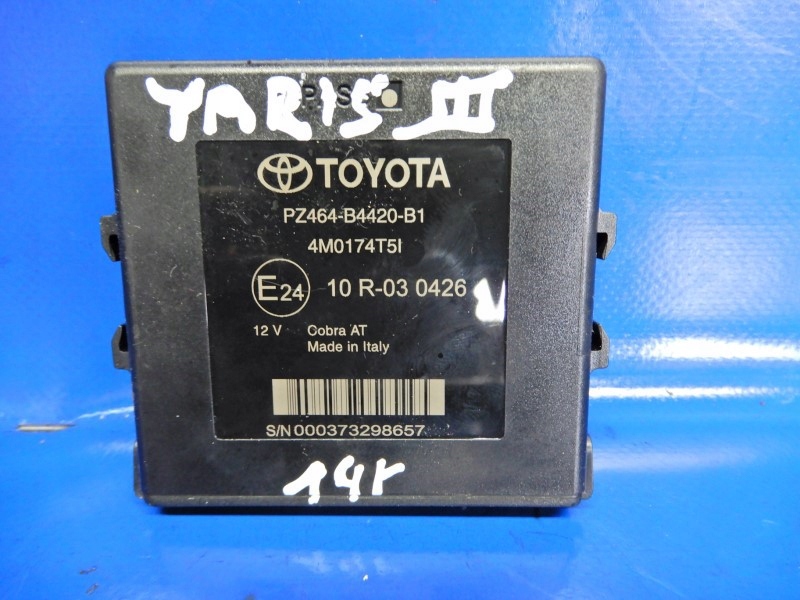 YARIS III
TOYOTA
PZ464-B4420-B1
4M0174T5I
E24 10 R-03 0426
12 V Cobra AT
Made in Italy
S/N 000373298657
14r